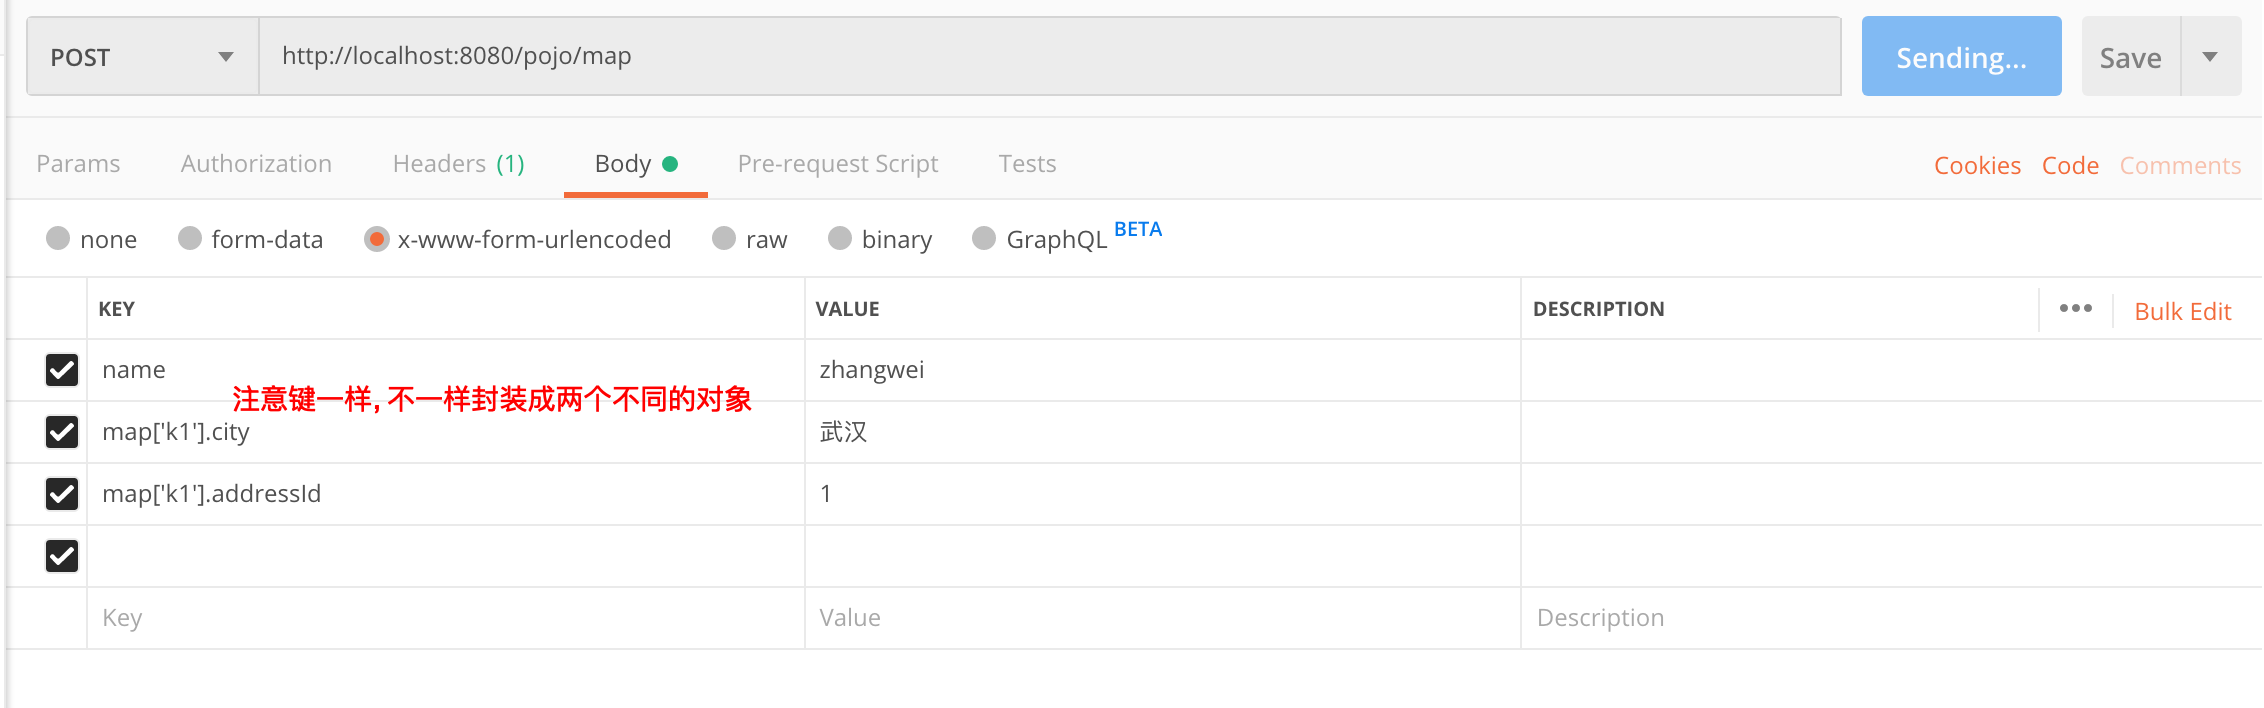 POST http://localhost:8080/pojo/map Sending... Save
Params Authorization Headers (1) Body Pre-request Script Tests Cookies Code Comments
none form-data x-www-form-urlencoded raw binary GraphQL BETA
KEY VALUE DESCRIPTION ••• Bulk Edit
name zhangwei
注意键一样, 不一样封装成两个不同的对象
map['k1'].city 武汉
map['k1'].addressId 1
Key Value Description